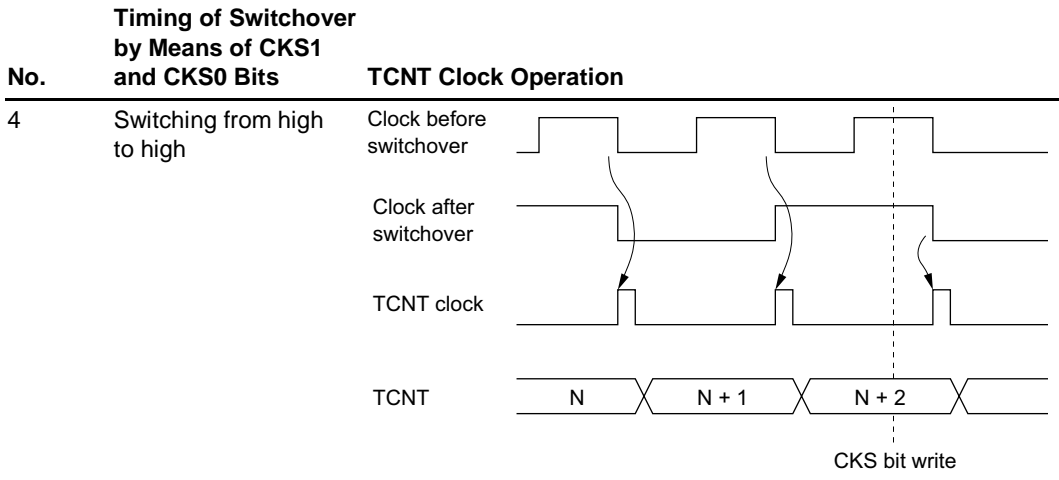 No.
Timing of Switchover
by Means of CKS1
and CKS0 Bits
TCNT Clock Operation
4
Switching from high
to high
Clock before
switchover
Clock after
switchover
TCNT clock
TCNT
N
N + 1
N + 2
CKS bit write